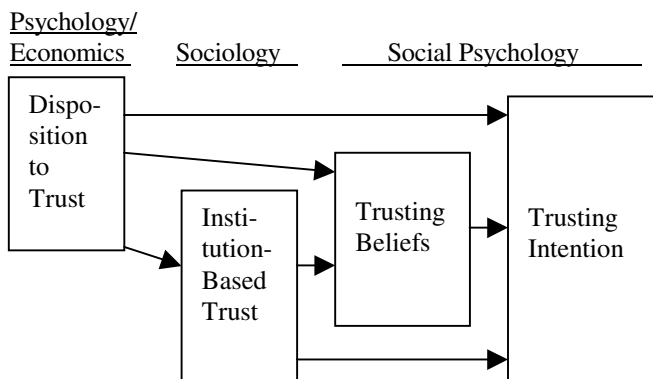 Psychology/
Economics
Sociology
Social Psychology
Dispo-
sition
to
Trust
Insti-
tution-
Based
Trust
Trusting
Beliefs
Trusting
Intention